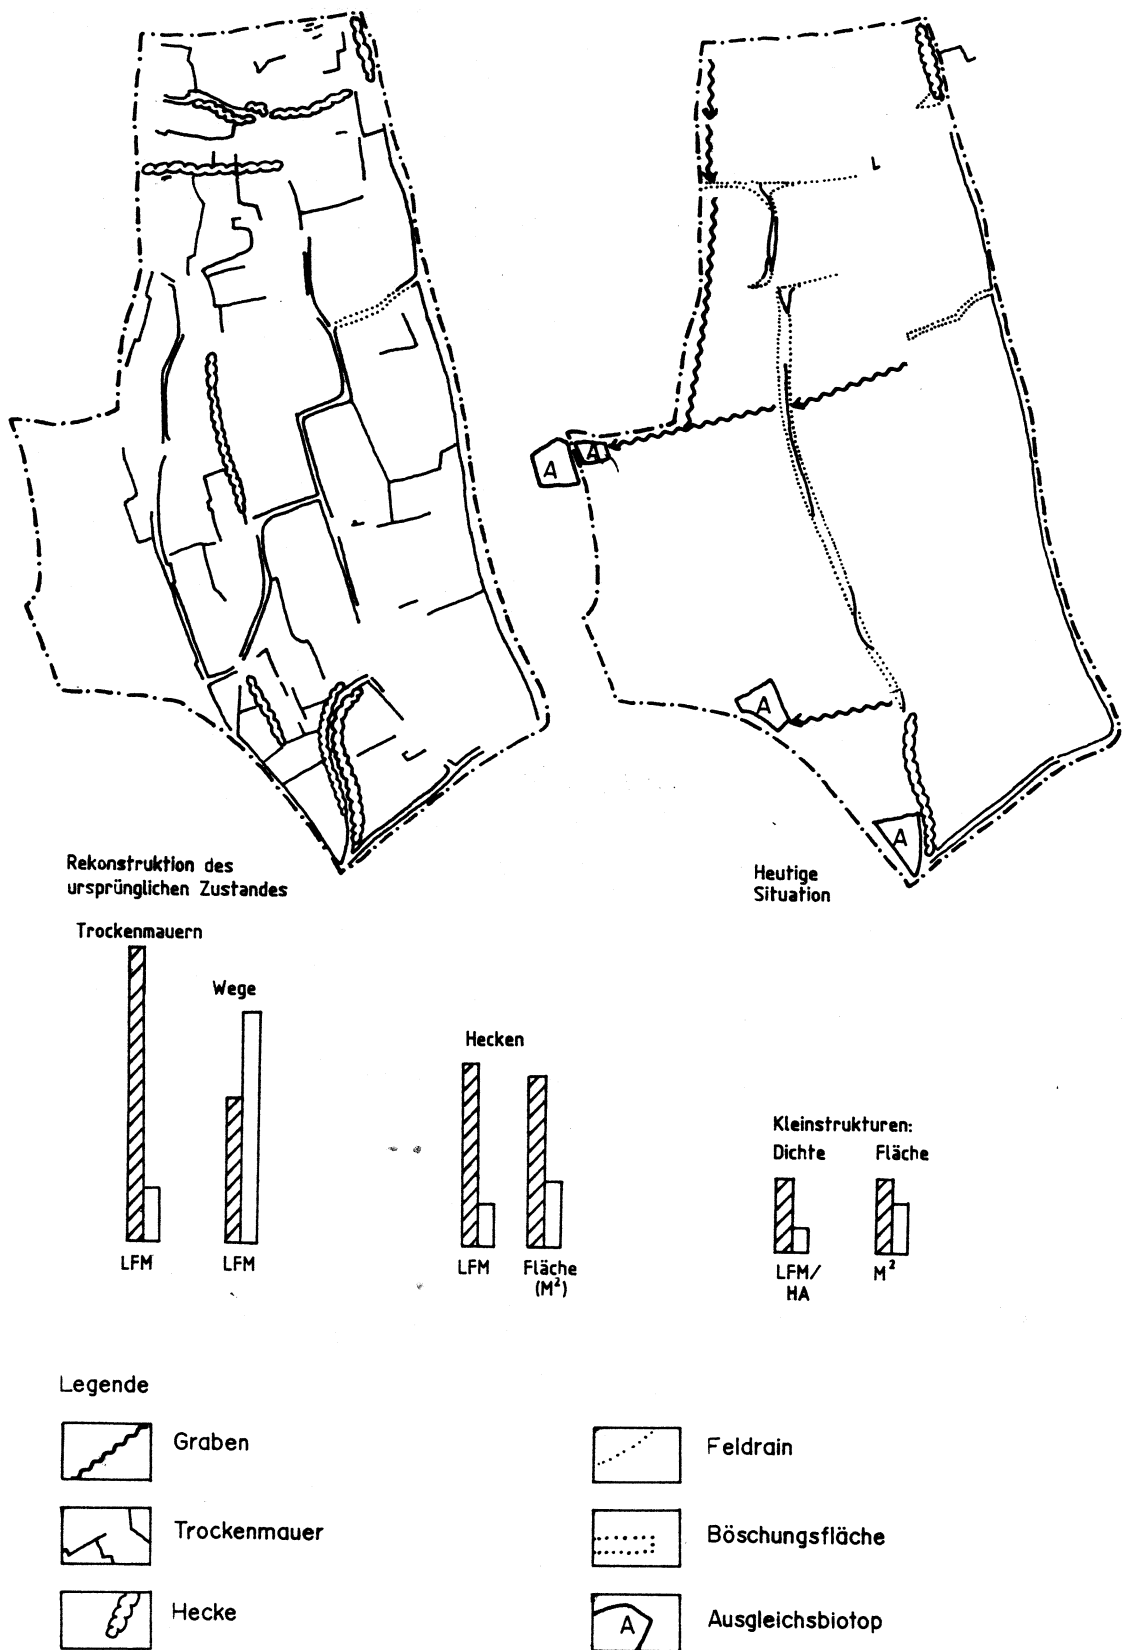 A
A
A
A
Rekonstruktion des
ursprünglichen Zustandes
Heutige
Situation
Trockenmauern
Wege
Hecken
Kleinstrukturen:
Dichte Fläche
LFM
LFM
LFM
Fläche
(M²)
LFM/
HA
M²
Legende
Graben
Feldrain
Trockenmauer
Böschungsfläche
Hecke
A
Ausgleichsbiotop